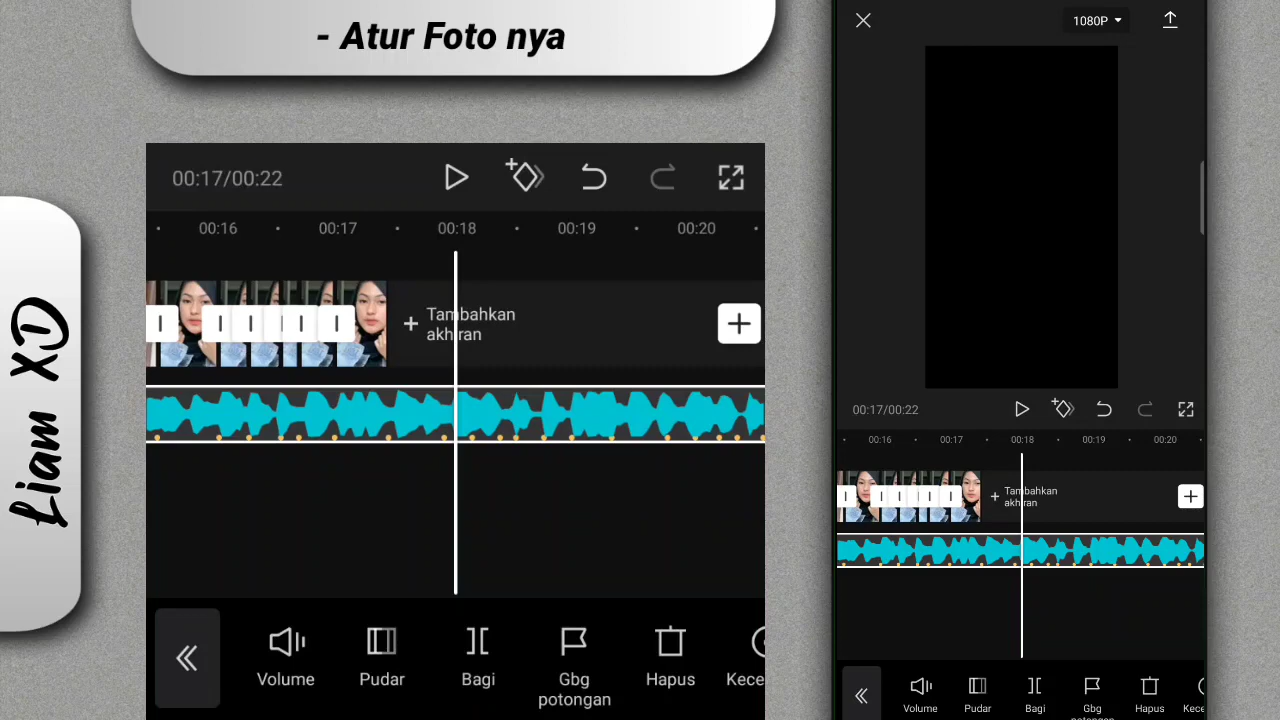 - Atur Foto nya
Liam XD
00:17/00:22
00:16 00:17 00:18 00:19 00:20
+ Tambahkan
akhiran
Volume Pudar Bagi Gbg Hapus Kece
potongan
1080P
00:17/00:22
00:16 00:17 00:18 00:19 00:20
+ Tambahkan
akhiran
Volume Pudar Bagi Gbg Hapus Kece
potongan